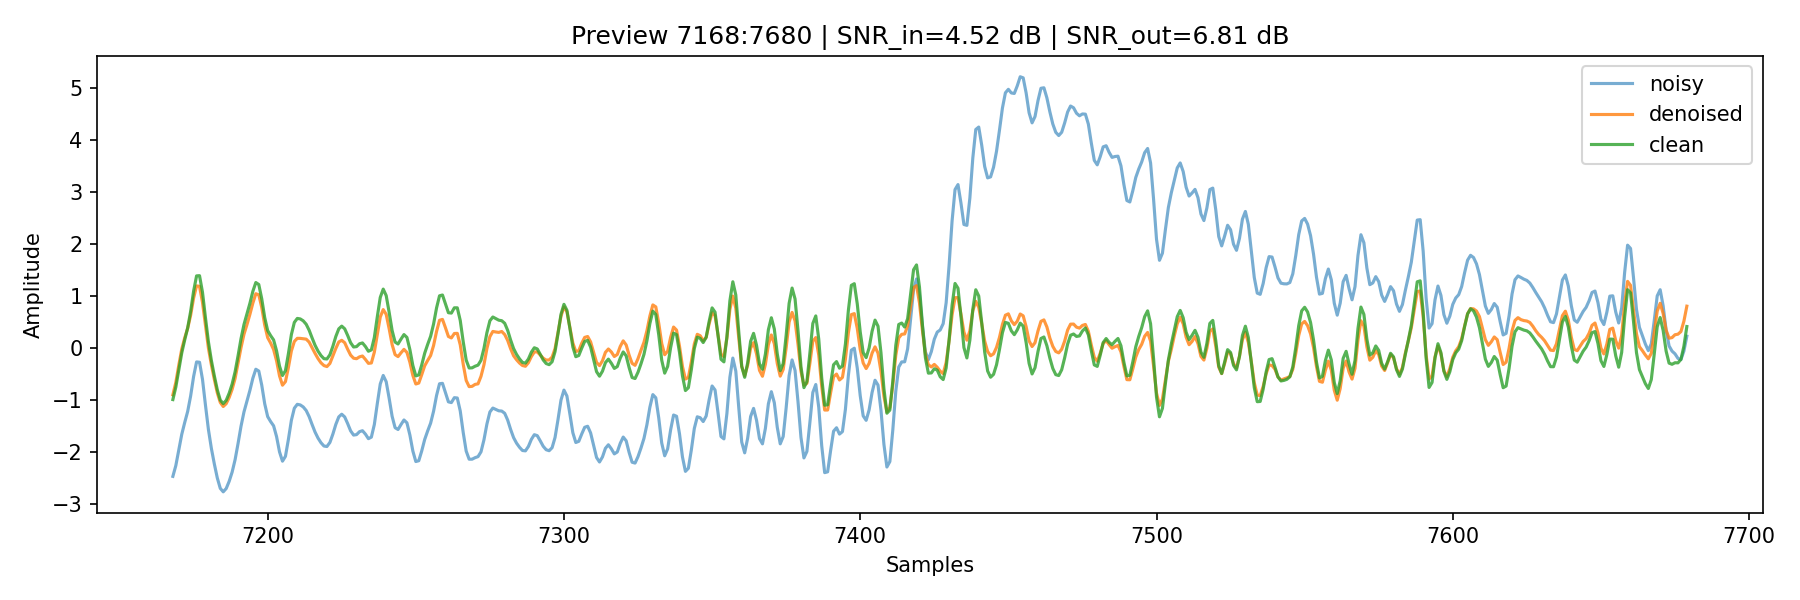 Preview 7168:7680 | SNR_in=4.52 dB | SNR_out=6.81 dB
noisy
denoised
clean
Amplitude
5
4
3
2
1
0
−1
−2
−3
7200 7300 7400 7500 7600 7700
Samples